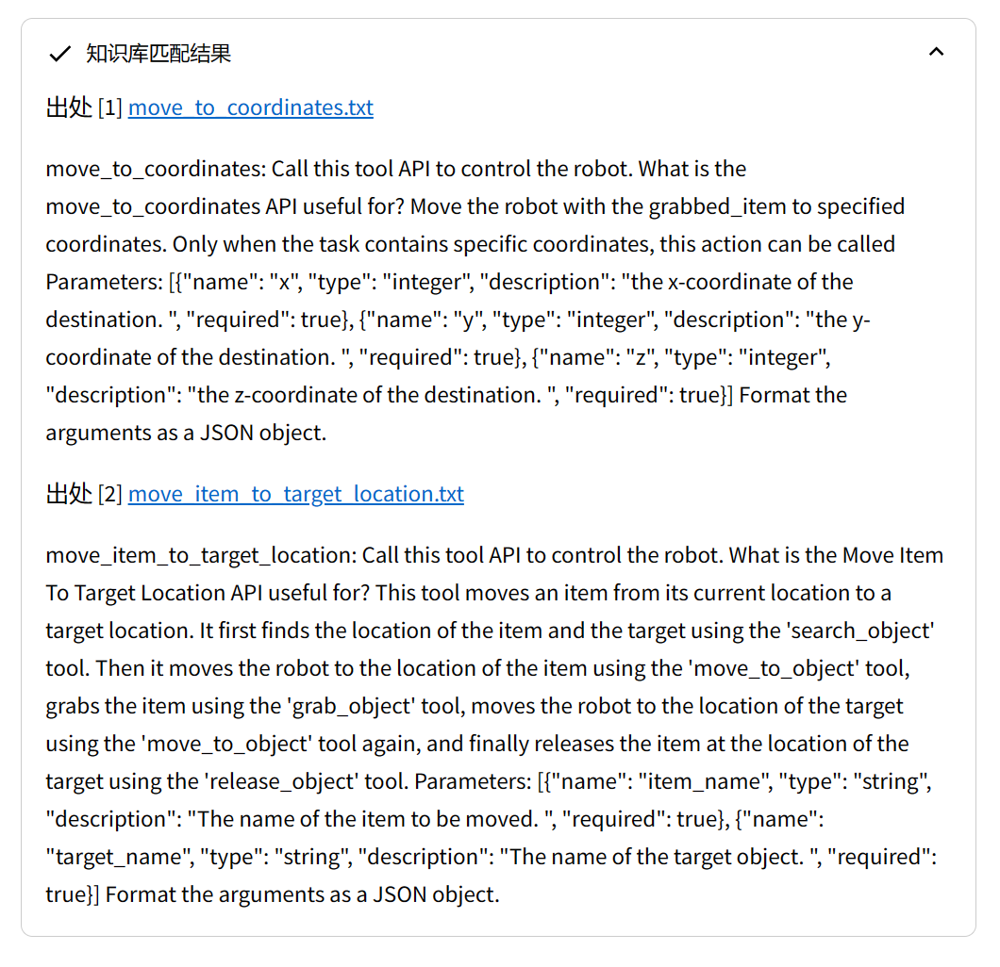 知识库匹配结果
出处 [1] move_to_coordinates.txt
move_to_coordinates: Call this tool API to control the robot. What is the
move_to_coordinates API useful for? Move the robot with the grabbed_item to specified
coordinates. Only when the task contains specific coordinates, this action can be called
Parameters: [{"name": "x", "type": "integer", "description": "the x-coordinate of the
destination. ", "required": true}, {"name": "y", "type": "integer", "description": "the y-
coordinate of the destination. ", "required": true}, {"name": "z", "type": "integer",
"description": "the z-coordinate of the destination. ", "required": true}] Format the
arguments as a JSON object.
出处 [2] move_item_to_target_location.txt
move_item_to_target_location: Call this tool API to control the robot. What is the Move Item
To Target Location API useful for? This tool moves an item from its current location to a
target location. It first finds the location of the item and the target using the 'search_object'
tool. Then it moves the robot to the location of the item using the 'move_to_object' tool,
grabs the item using the 'grab_object' tool, moves the robot to the location of the target
using the 'move_to_object' tool again, and finally releases the item at the location of the
target using the 'release_object' tool. Parameters: [{"name": "item_name", "type": "string",
"description": "The name of the item to be moved. ", "required": true}, {"name":
"target_name", "type": "string", "description": "The name of the target object. ", "required":
true}] Format the arguments as a JSON object.